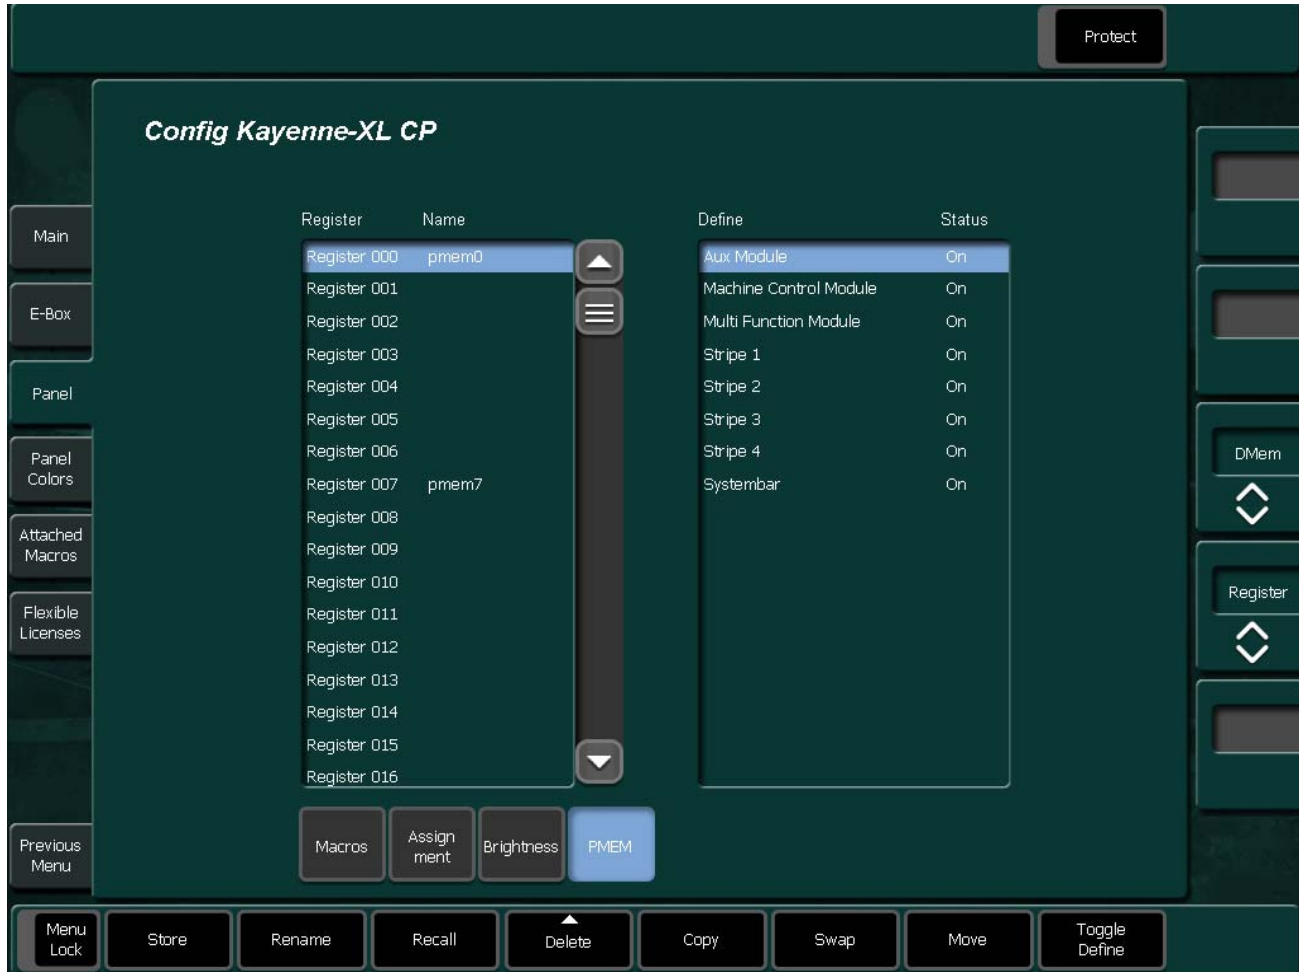 Protect
Config Kayenne-XL CP
Main
E-Box
Panel
Panel
Colors
Attached
Macros
Flexible
Licenses
Previous
Menu
Register Name
Register 000 pmem0
Register 001
Register 002
Register 003
Register 004
Register 005
Register 006
Register 007 pmem7
Register 008
Register 009
Register 010
Register 011
Register 012
Register 013
Register 014
Register 015
Register 016
Define Status
Aux Module On
Machine Control Module On
Multi Function Module On
Stripe 1 On
Stripe 2 On
Stripe 3 On
Stripe 4 On
Systembar On
DMem
Register
Macros
Assign
ment
Brightness
PMEM
Menu
Lock
Store
Rename
Recall
Delete
Copy
Swap
Move
Toggle
Define